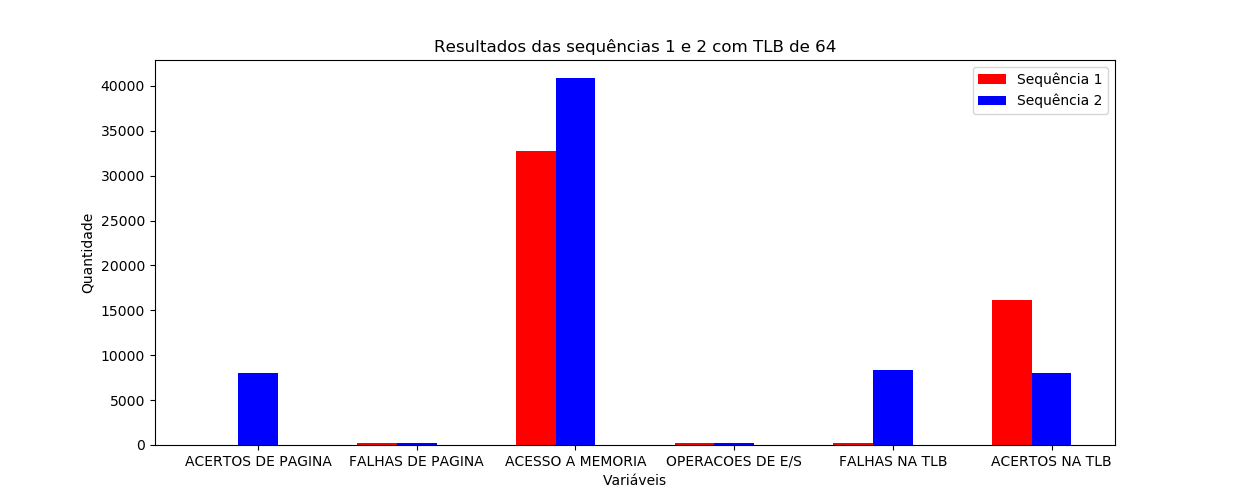 Resultados das sequências 1 e 2 com TLB de 64
Sequência 1
Sequência 2
Quantidade
40000
35000
30000
25000
20000
15000
10000
5000
0
ACERTOS DE PAGINA FALHAS DE PAGINA ACESSO A MEMORIA OPERACOES DE E/S FALHAS NA TLB ACERTOS NA TLB
Variáveis